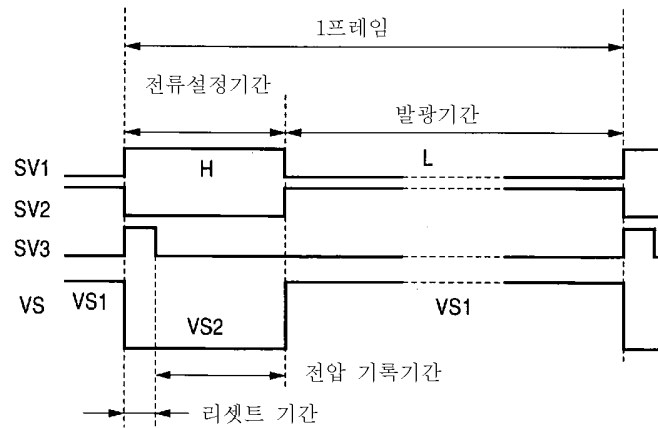 1프레임
전류설정기간
발광기간
SV1
H
L
SV2
SV3
VS
VS1
VS2
VS1
전압 기록기간
리셋트 기간